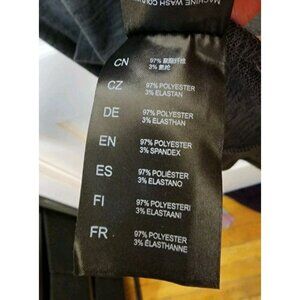 MACHINE WASH COLD
CN
97% 聚酯纤维
3% 氨纶
CZ
97% POLYESTER
3% ELASTAN
DE
97% POLYESTER
3% ELASTHAN
EN
97% POLYESTER
3% SPANDEX
ES
97% POLIÉSTER
3% ELASTANO
FI
97% POLYESTERI
3% ELASTAANI
FR
97% POLYESTER
3% ÉLASTHANNE